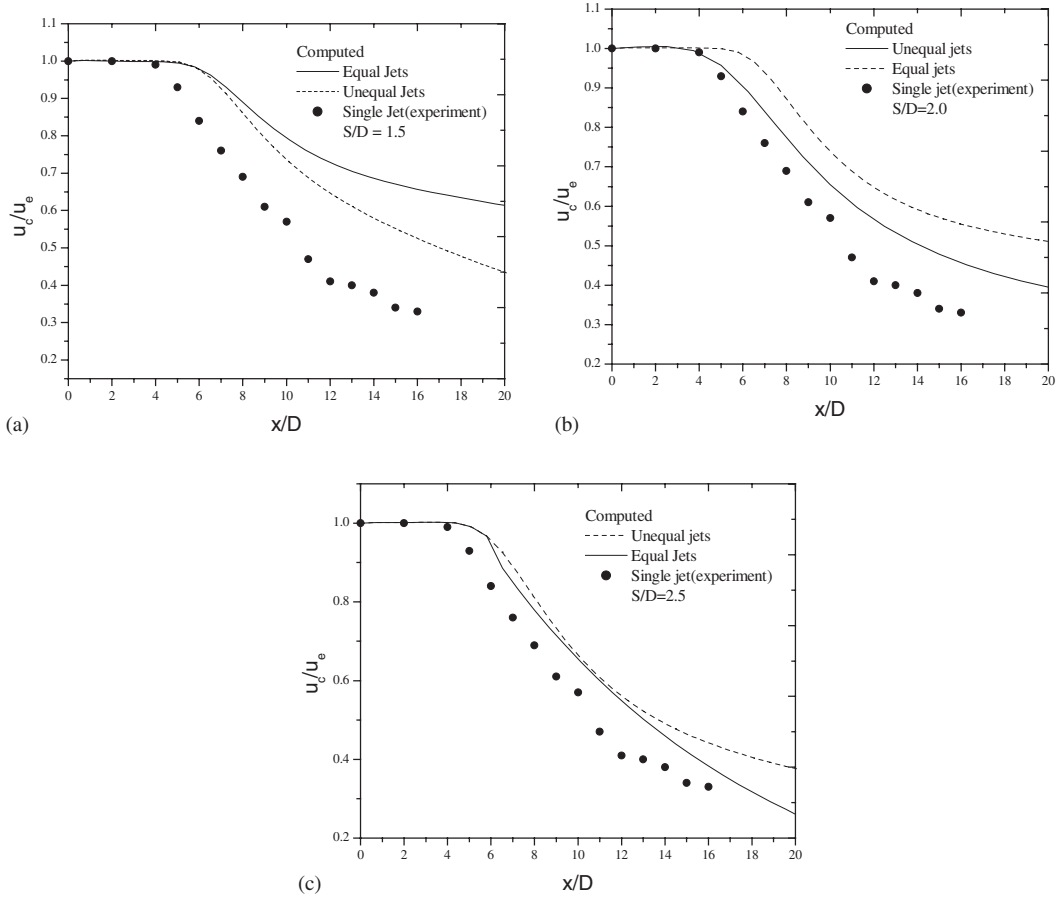 1.1
1.0
0.9
0.8
0.7
0.6
0.5
0.4
0.3
0.2
u_c/u_e
Computed
Equal Jets
Unequal Jets
Single Jet(experiment)
S/D = 1.5
0 2 4 6 8 10 12 14 16 18 20
x/D
(a)
1.1
1.0
0.9
0.8
0.7
0.6
0.5
0.4
0.3
0.2
u_c/u_e
Computed
Unequal jets
Equal jets
Single jet(experiment)
S/D=2.0
0 2 4 6 8 10 12 14 16 18 20
x/D
(b)
1.0
0.8
0.6
0.4
0.2
u_c/u_e
Computed
Unequal jets
Equal Jets
Single jet(experiment)
S/D=2.5
0 2 4 6 8 10 12 14 16 18 20
x/D
(c)